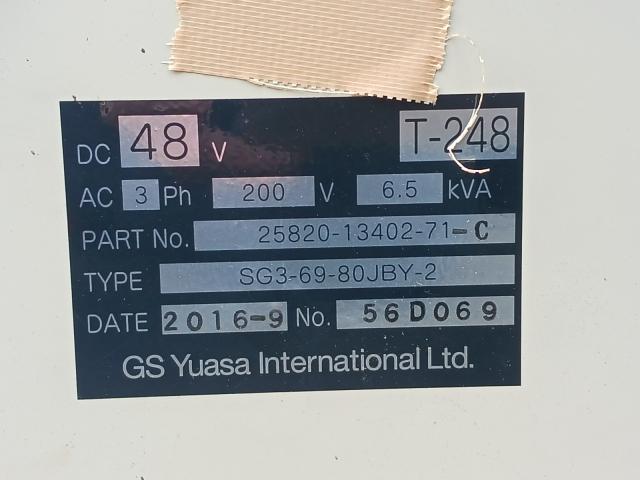 DC 48 V T-248
AC 3 Ph 200 V 6.5 kVA
PART No. 25820-13402-71-C
TYPE SG3-69-80JBY-2
DATE 2016-9 No. 56D069
GS Yuasa International Ltd.